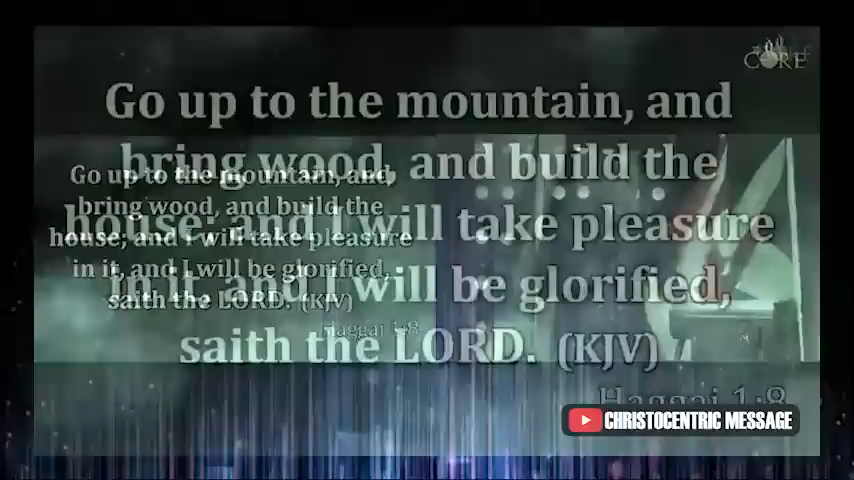 CORE
Go up to the mountain, and
bring wood, and build the
house; and I will take pleasure
in it, and I will be glorified,
saith the LORD. (KJV)
Haggai 1:8
Go up to the mountain, and
bring wood, and build the
house; and I will take pleasure
in it, and I will be glorified,
saith the LORD. (KJV)
Haggai 1:8
CHRISTOCENTRIC MESSAGE